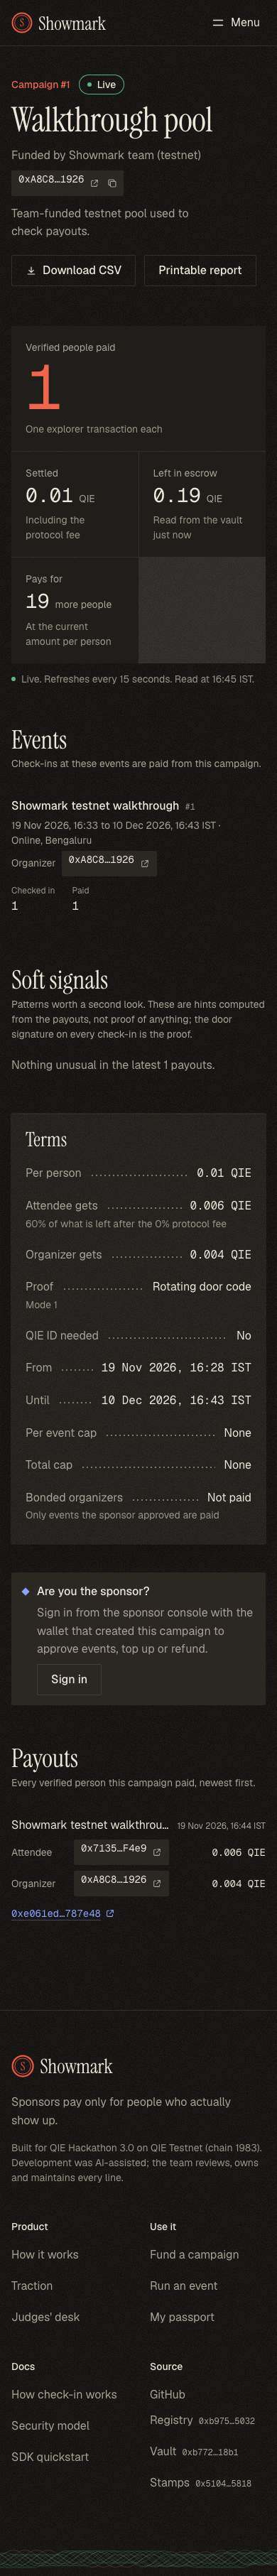 Showmark
Menu
Campaign #1
Live
Walkthrough pool
Funded by Showmark team (testnet)
0xA8C8…1926
Team-funded testnet pool used to
check payouts.
Download CSV
Printable report
Verified people paid
1
One explorer transaction each
Settled
0.01 QIE
Including the
protocol fee
Left in escrow
0.19 QIE
Read from the vault
just now
Pays for
19 more people
At the current
amount per person
Live. Refreshes every 15 seconds. Read at 16:45 IST.
Events
Check-ins at these events are paid from this campaign.
Showmark testnet walkthrough #1
19 Nov 2026, 16:33 to 10 Dec 2026, 16:43 IST ·
Online, Bengaluru
Organizer 0xA8C8…1926
Checked in Paid
1 1
Soft signals
Patterns worth a second look. These are hints computed
from the payouts, not proof of anything; the door
signature on every check-in is the proof.
Nothing unusual in the latest 1 payouts.
Terms
Per person 0.01 QIE
Attendee gets 0.006 QIE
60% of what is left after the 0% protocol fee
Organizer gets 0.004 QIE
Proof Rotating door code
Mode 1
QIE ID needed No
From 19 Nov 2026, 16:28 IST
Until 10 Dec 2026, 16:43 IST
Per event cap None
Total cap None
Bonded organizers Not paid
Only events the sponsor approved are paid
Are you the sponsor?
Sign in from the sponsor console with the
wallet that created this campaign to
approve events, top up or refund.
Sign in
Payouts
Every verified person this campaign paid, newest first.
Showmark testnet walkthrou… 19 Nov 2026, 16:44 IST
Attendee 0x7135…F4e9 0.006 QIE
Organizer 0xA8C8…1926 0.004 QIE
0xe061ed…787e48
Showmark
Sponsors pay only for people who actually
show up.
Built for QIE Hackathon 3.0 on QIE Testnet (chain 1983).
Development was AI-assisted; the team reviews, owns
and maintains every line.
Product
How it works
Traction
Judges' desk
Use it
Fund a campaign
Run an event
My passport
Docs
How check-in works
Security model
SDK quickstart
Source
GitHub
Registry 0xb975…5032
Vault 0xb772…18b1
Stamps 0x5104…5818